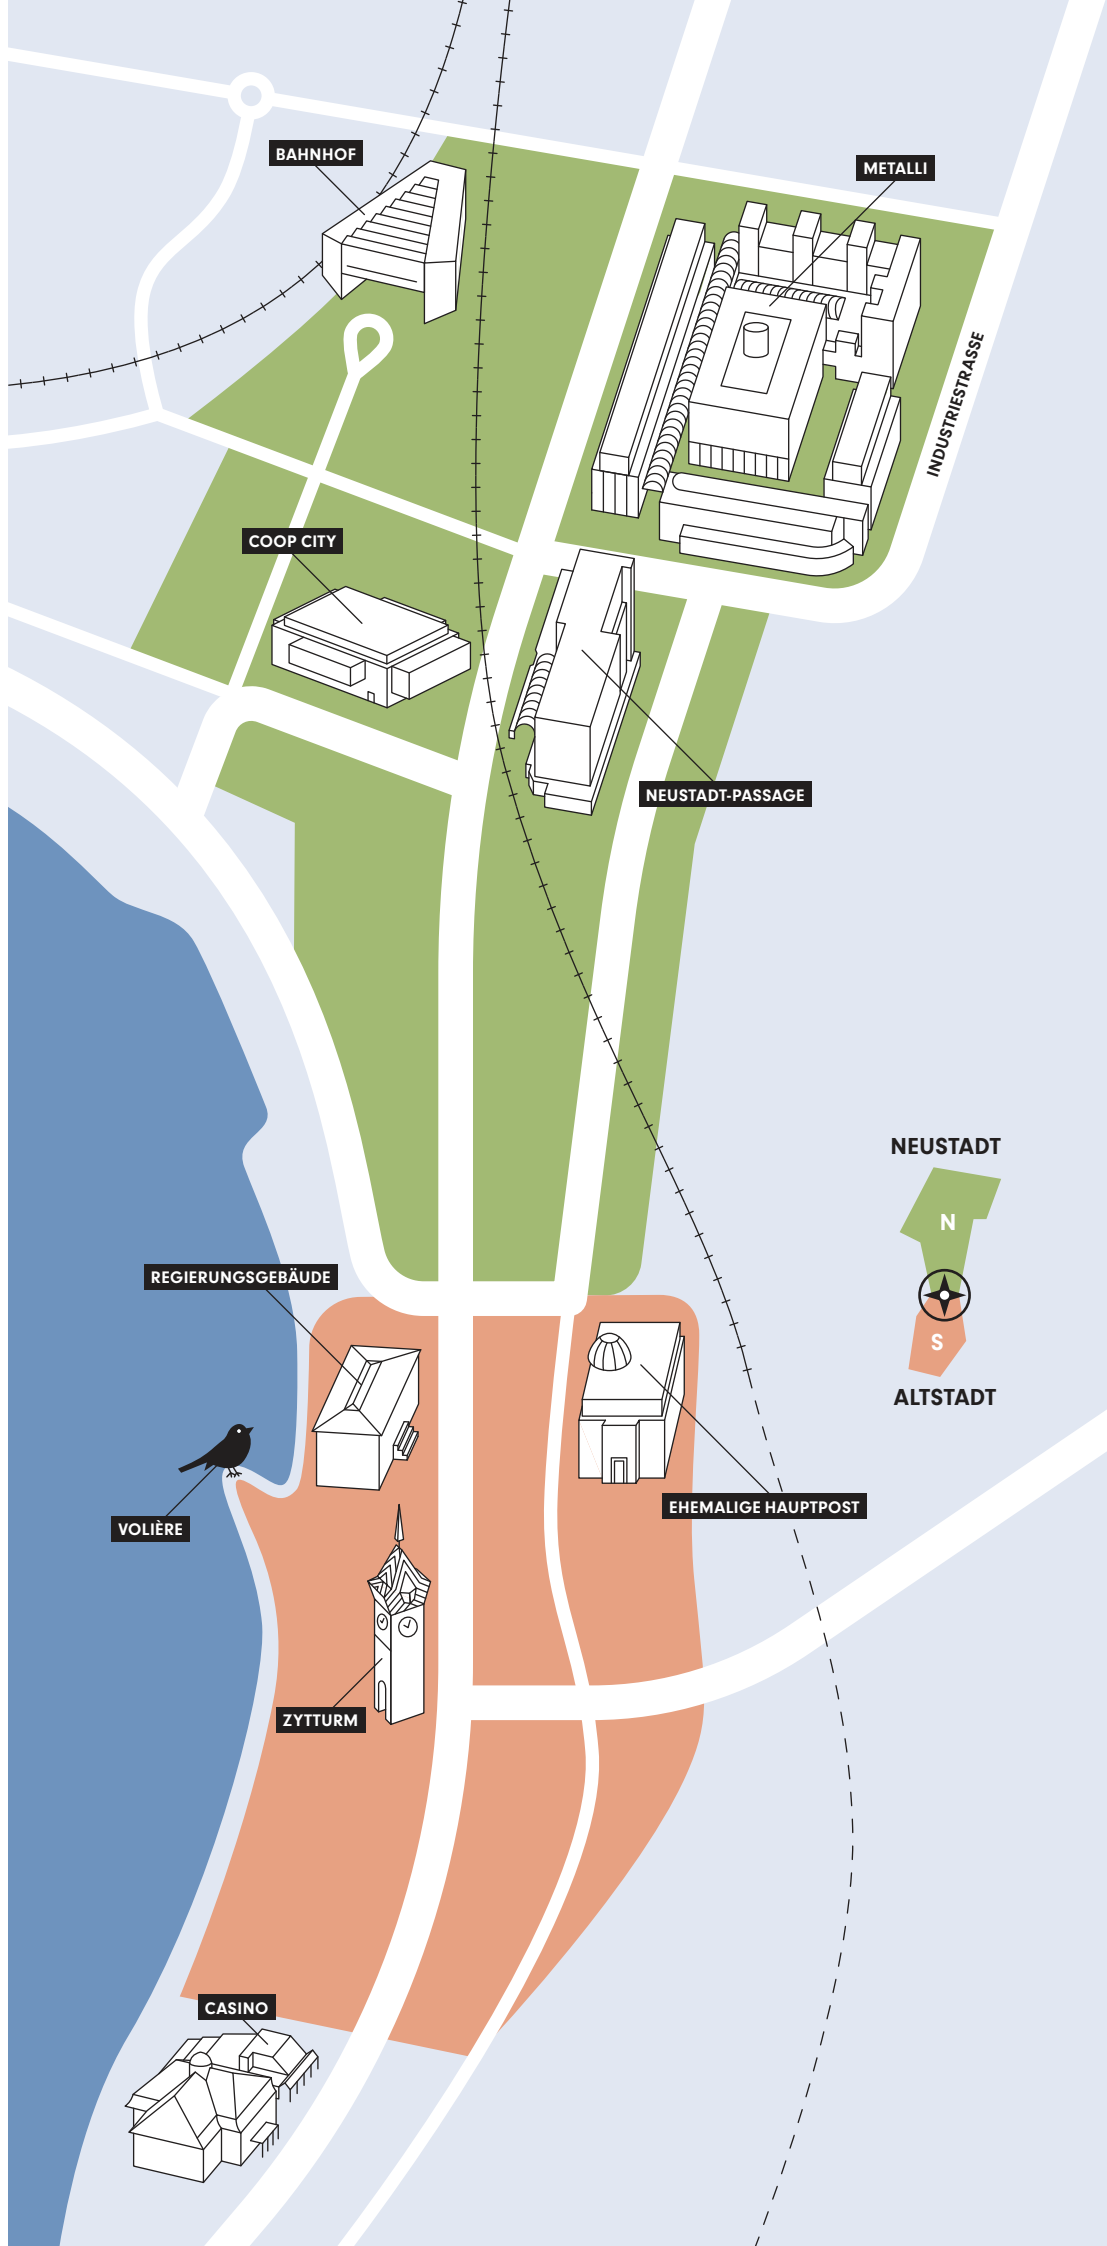 BAHNHOF
METALLI
INDUSTRIESTRASSE
COOP CITY
NEUSTADT-PASSAGE
NEUSTADT
N
REGIERUNGSGEBÄUDE
S
ALTSTADT
VOLIÈRE
EHEMALIGE HAUPTPOST
ZYTTURM
CASINO